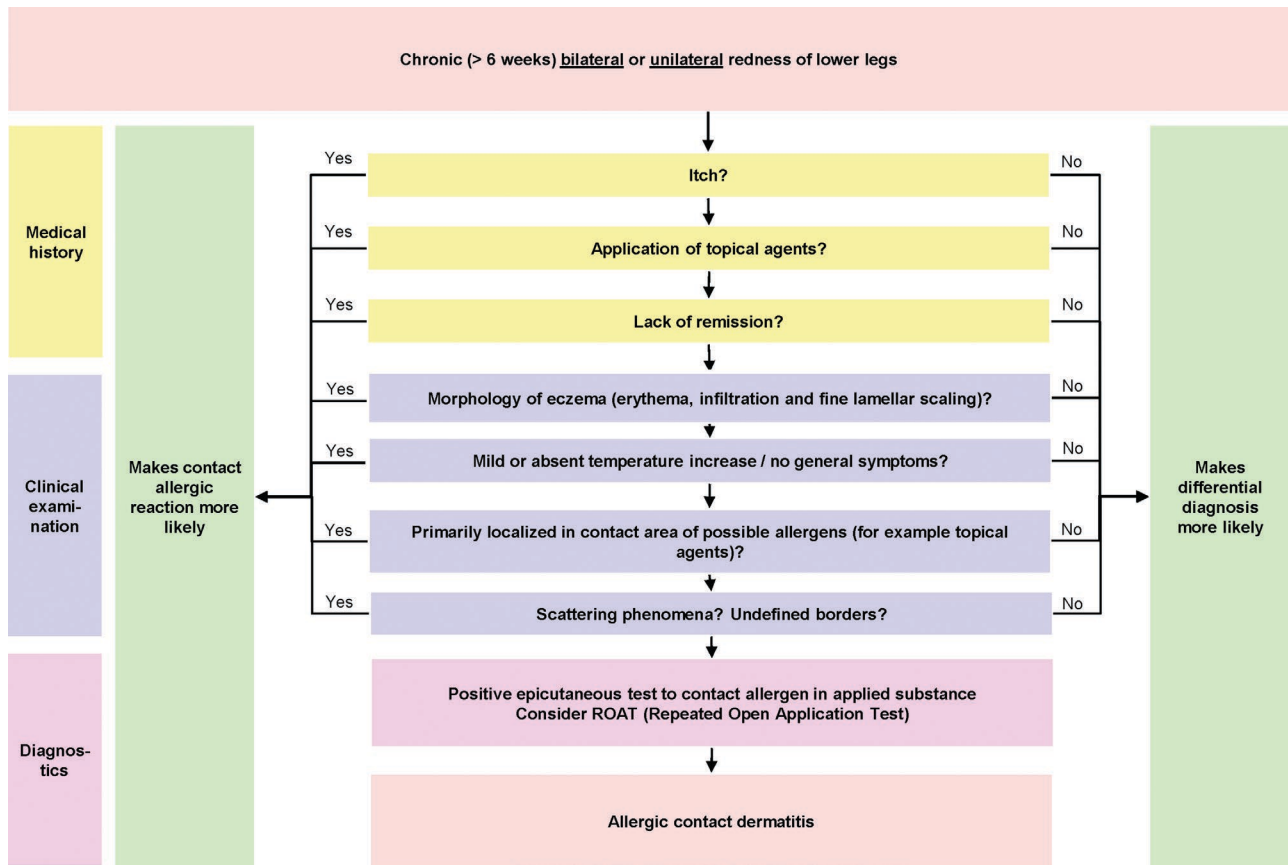 Chronic (> 6 weeks) bilateral or unilateral redness of lower legs
Medical
history
Yes
Itch?
No
Yes
Application of topical agents?
No
Yes
Lack of remission?
No
Clinical
exami-
nation
Yes
Morphology of eczema (erythema, infiltration and fine lamellar scaling)?
No
Yes
Mild or absent temperature increase / no general symptoms?
No
Makes contact
allergic
reaction more
likely
Makes
differential
diagnosis
more likely
Yes
Primarily localized in contact area of possible allergens (for example topical
agents)?
No
Yes
Scattering phenomena? Undefined borders?
No
Diagnos-
tics
Positive epicutaneous test to contact allergen in applied substance
Consider ROAT (Repeated Open Application Test)
Allergic contact dermatitis